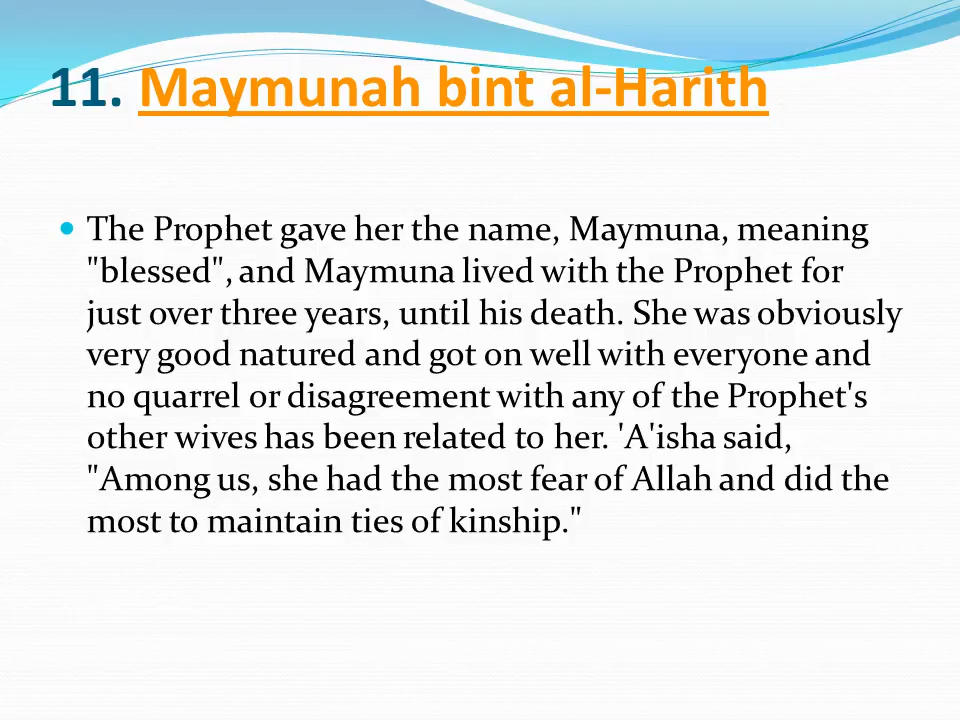 11. Maymunah bint al-Harith
The Prophet gave her the name, Maymuna, meaning
"blessed", and Maymuna lived with the Prophet for
just over three years, until his death. She was obviously
very good natured and got on well with everyone and
no quarrel or disagreement with any of the Prophet's
other wives has been related to her. 'A'isha said,
"Among us, she had the most fear of Allah and did the
most to maintain ties of kinship."